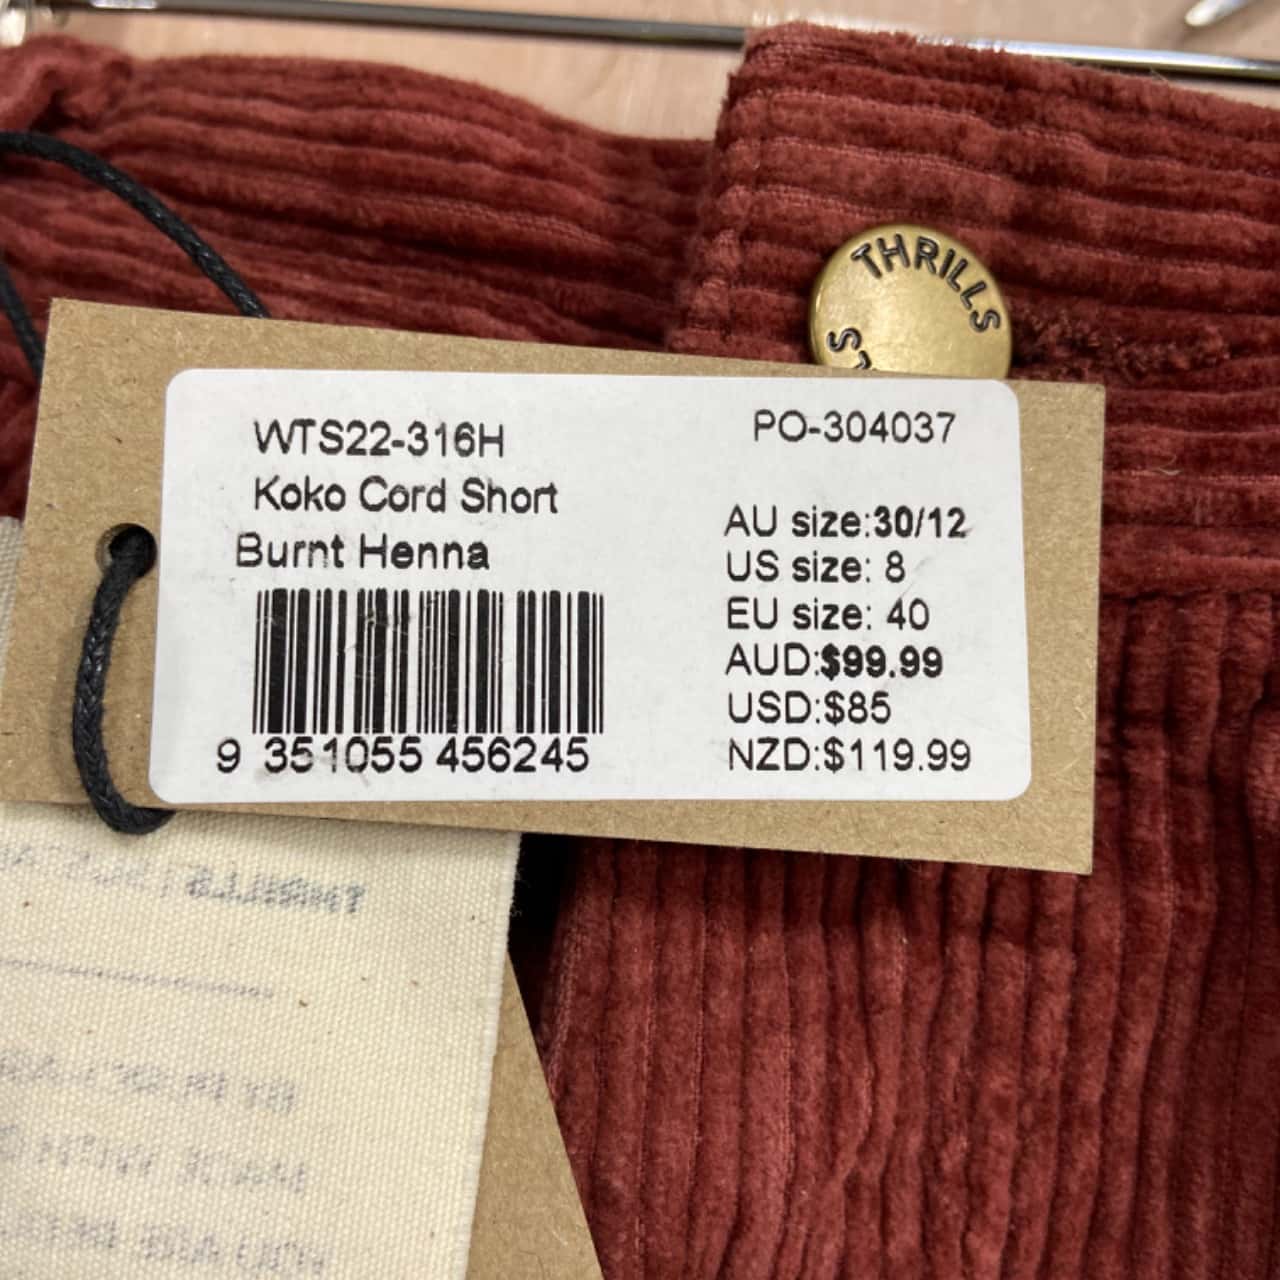 THRILLS
WTS22-316H
Koko Cord Short
Burnt Henna
9 351055 456245
PO-304037
AU size:30/12
US size: 8
EU size: 40
AUD:$99.99
USD:$85
NZD:$119.99
THRILLS